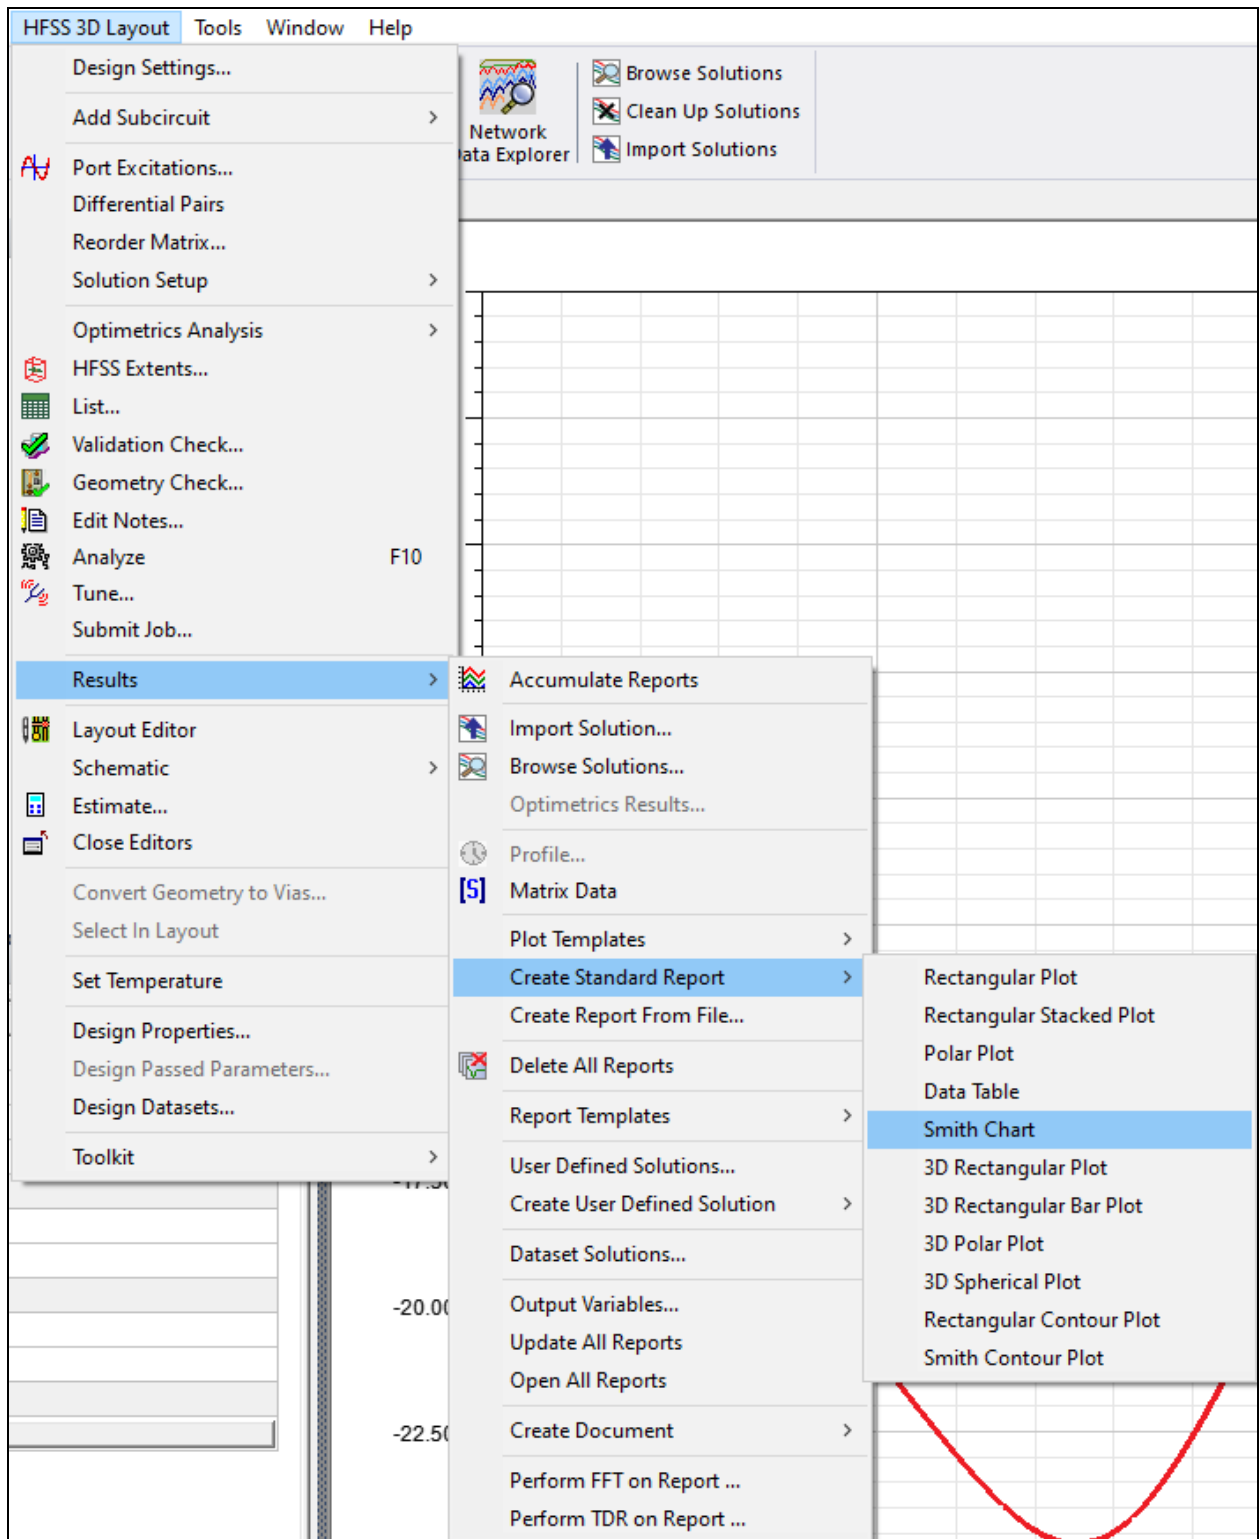 HFSS 3D Layout Tools Window Help
Design Settings...
Add Subcircuit
Port Excitations...
Differential Pairs
Reorder Matrix...
Solution Setup
Optimetrics Analysis
HFSS Extents...
List...
Validation Check...
Geometry Check...
Edit Notes...
Analyze F10
Tune...
Submit Job...
Results
Layout Editor
Schematic
Estimate...
Close Editors
Convert Geometry to Vias...
Select In Layout
Set Temperature
Design Properties...
Design Passed Parameters...
Design Datasets...
Toolkit
Network
ata Explorer
Browse Solutions
Clean Up Solutions
Import Solutions
Accumulate Reports
Import Solution...
Browse Solutions...
Optimetrics Results...
Profile...
[S] Matrix Data
Plot Templates
Create Standard Report
Create Report From File...
Delete All Reports
Report Templates
User Defined Solutions...
Create User Defined Solution
Dataset Solutions...
Output Variables...
Update All Reports
Open All Reports
Create Document
Perform FFT on Report ...
Perform TDR on Report ...
Rectangular Plot
Rectangular Stacked Plot
Polar Plot
Data Table
Smith Chart
3D Rectangular Plot
3D Rectangular Bar Plot
3D Polar Plot
3D Spherical Plot
Rectangular Contour Plot
Smith Contour Plot
-20.00
-22.50